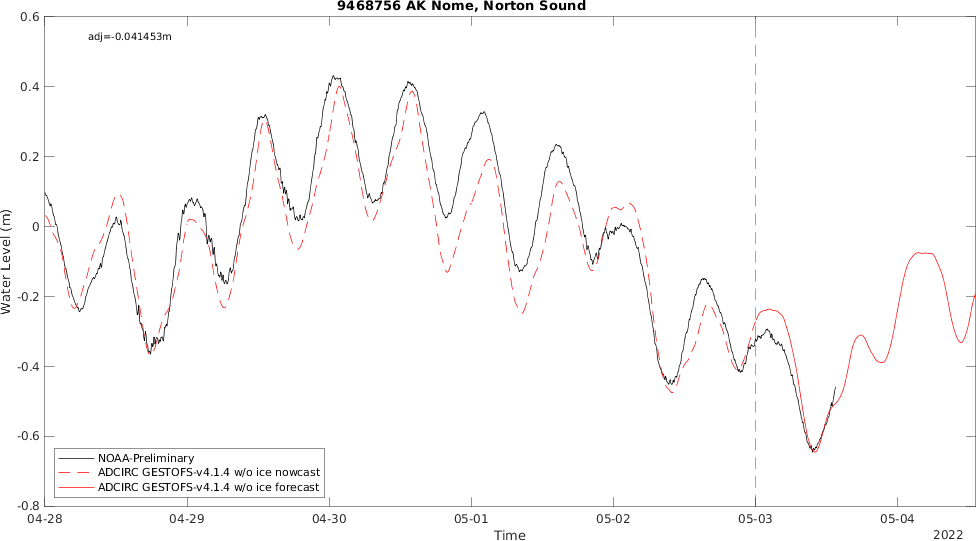 9468756 AK Nome, Norton Sound
adj=-0.041453m
0.6
0.4
0.2
0
-0.2
-0.4
-0.6
-0.8
Water Level (m)
NOAA-Preliminary
ADCIRC GESTOFS-v4.1.4 w/o ice nowcast
ADCIRC GESTOFS-v4.1.4 w/o ice forecast
04-28 04-29 04-30 05-01 05-02 05-03 05-04
Time
2022